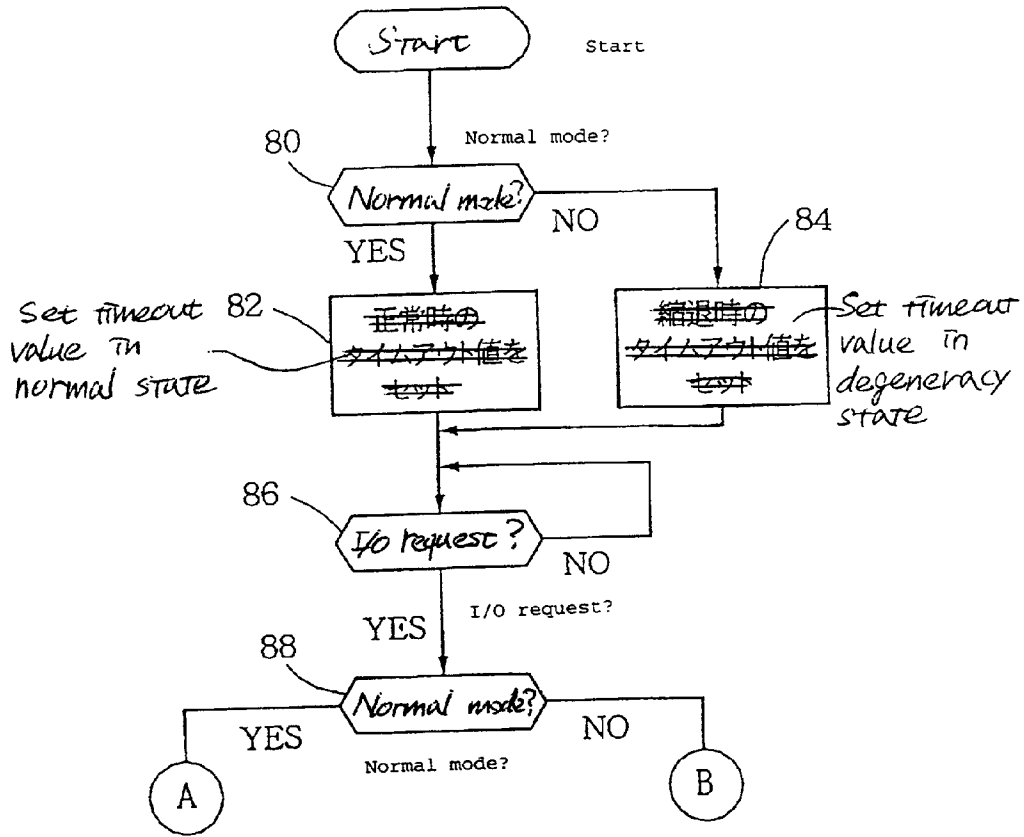 Start
Start
Normal mode?
80
Normal mode?
NO
YES
84
Set timeout
value in
normal state
82
正常時の
タイムアウト値を
セット
縮退時の
タイムアウト値を
セット
Set timeout
value in
degeneracy
state
86
I/O request?
NO
YES
I/O request?
88
Normal mode?
YES
NO
Normal mode?
A
B